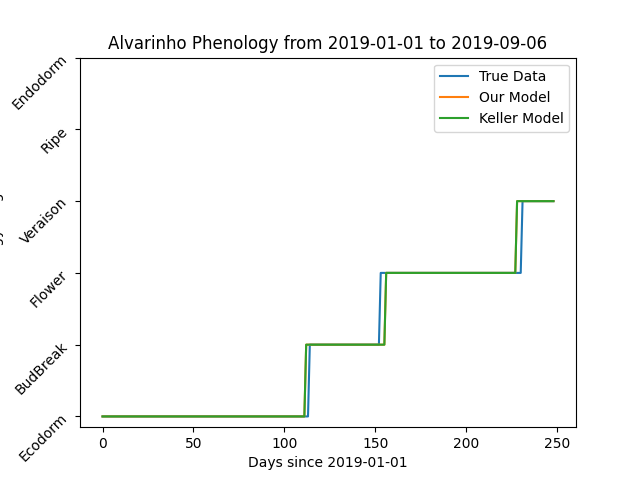 Alvarinho Phenology from 2019-01-01 to 2019-09-06
True Data
Our Model
Keller Model
Endodorm
Ripe
Veraison
Flower
BudBreak
Ecodorm
0 50 100 150 200 250
Days since 2019-01-01